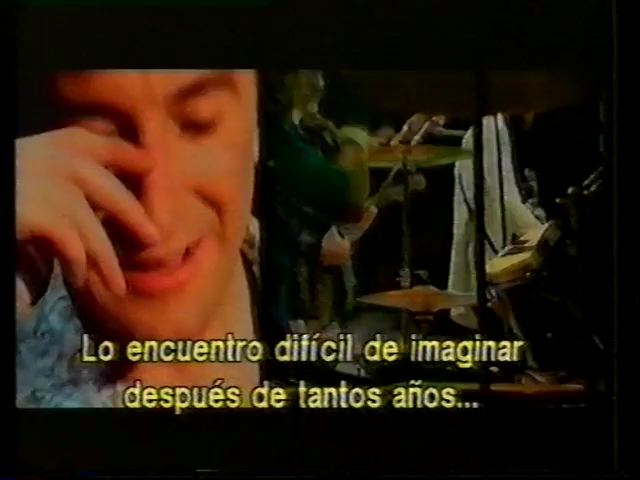 Lo encuentro difícil de imaginar
después de tantos años...